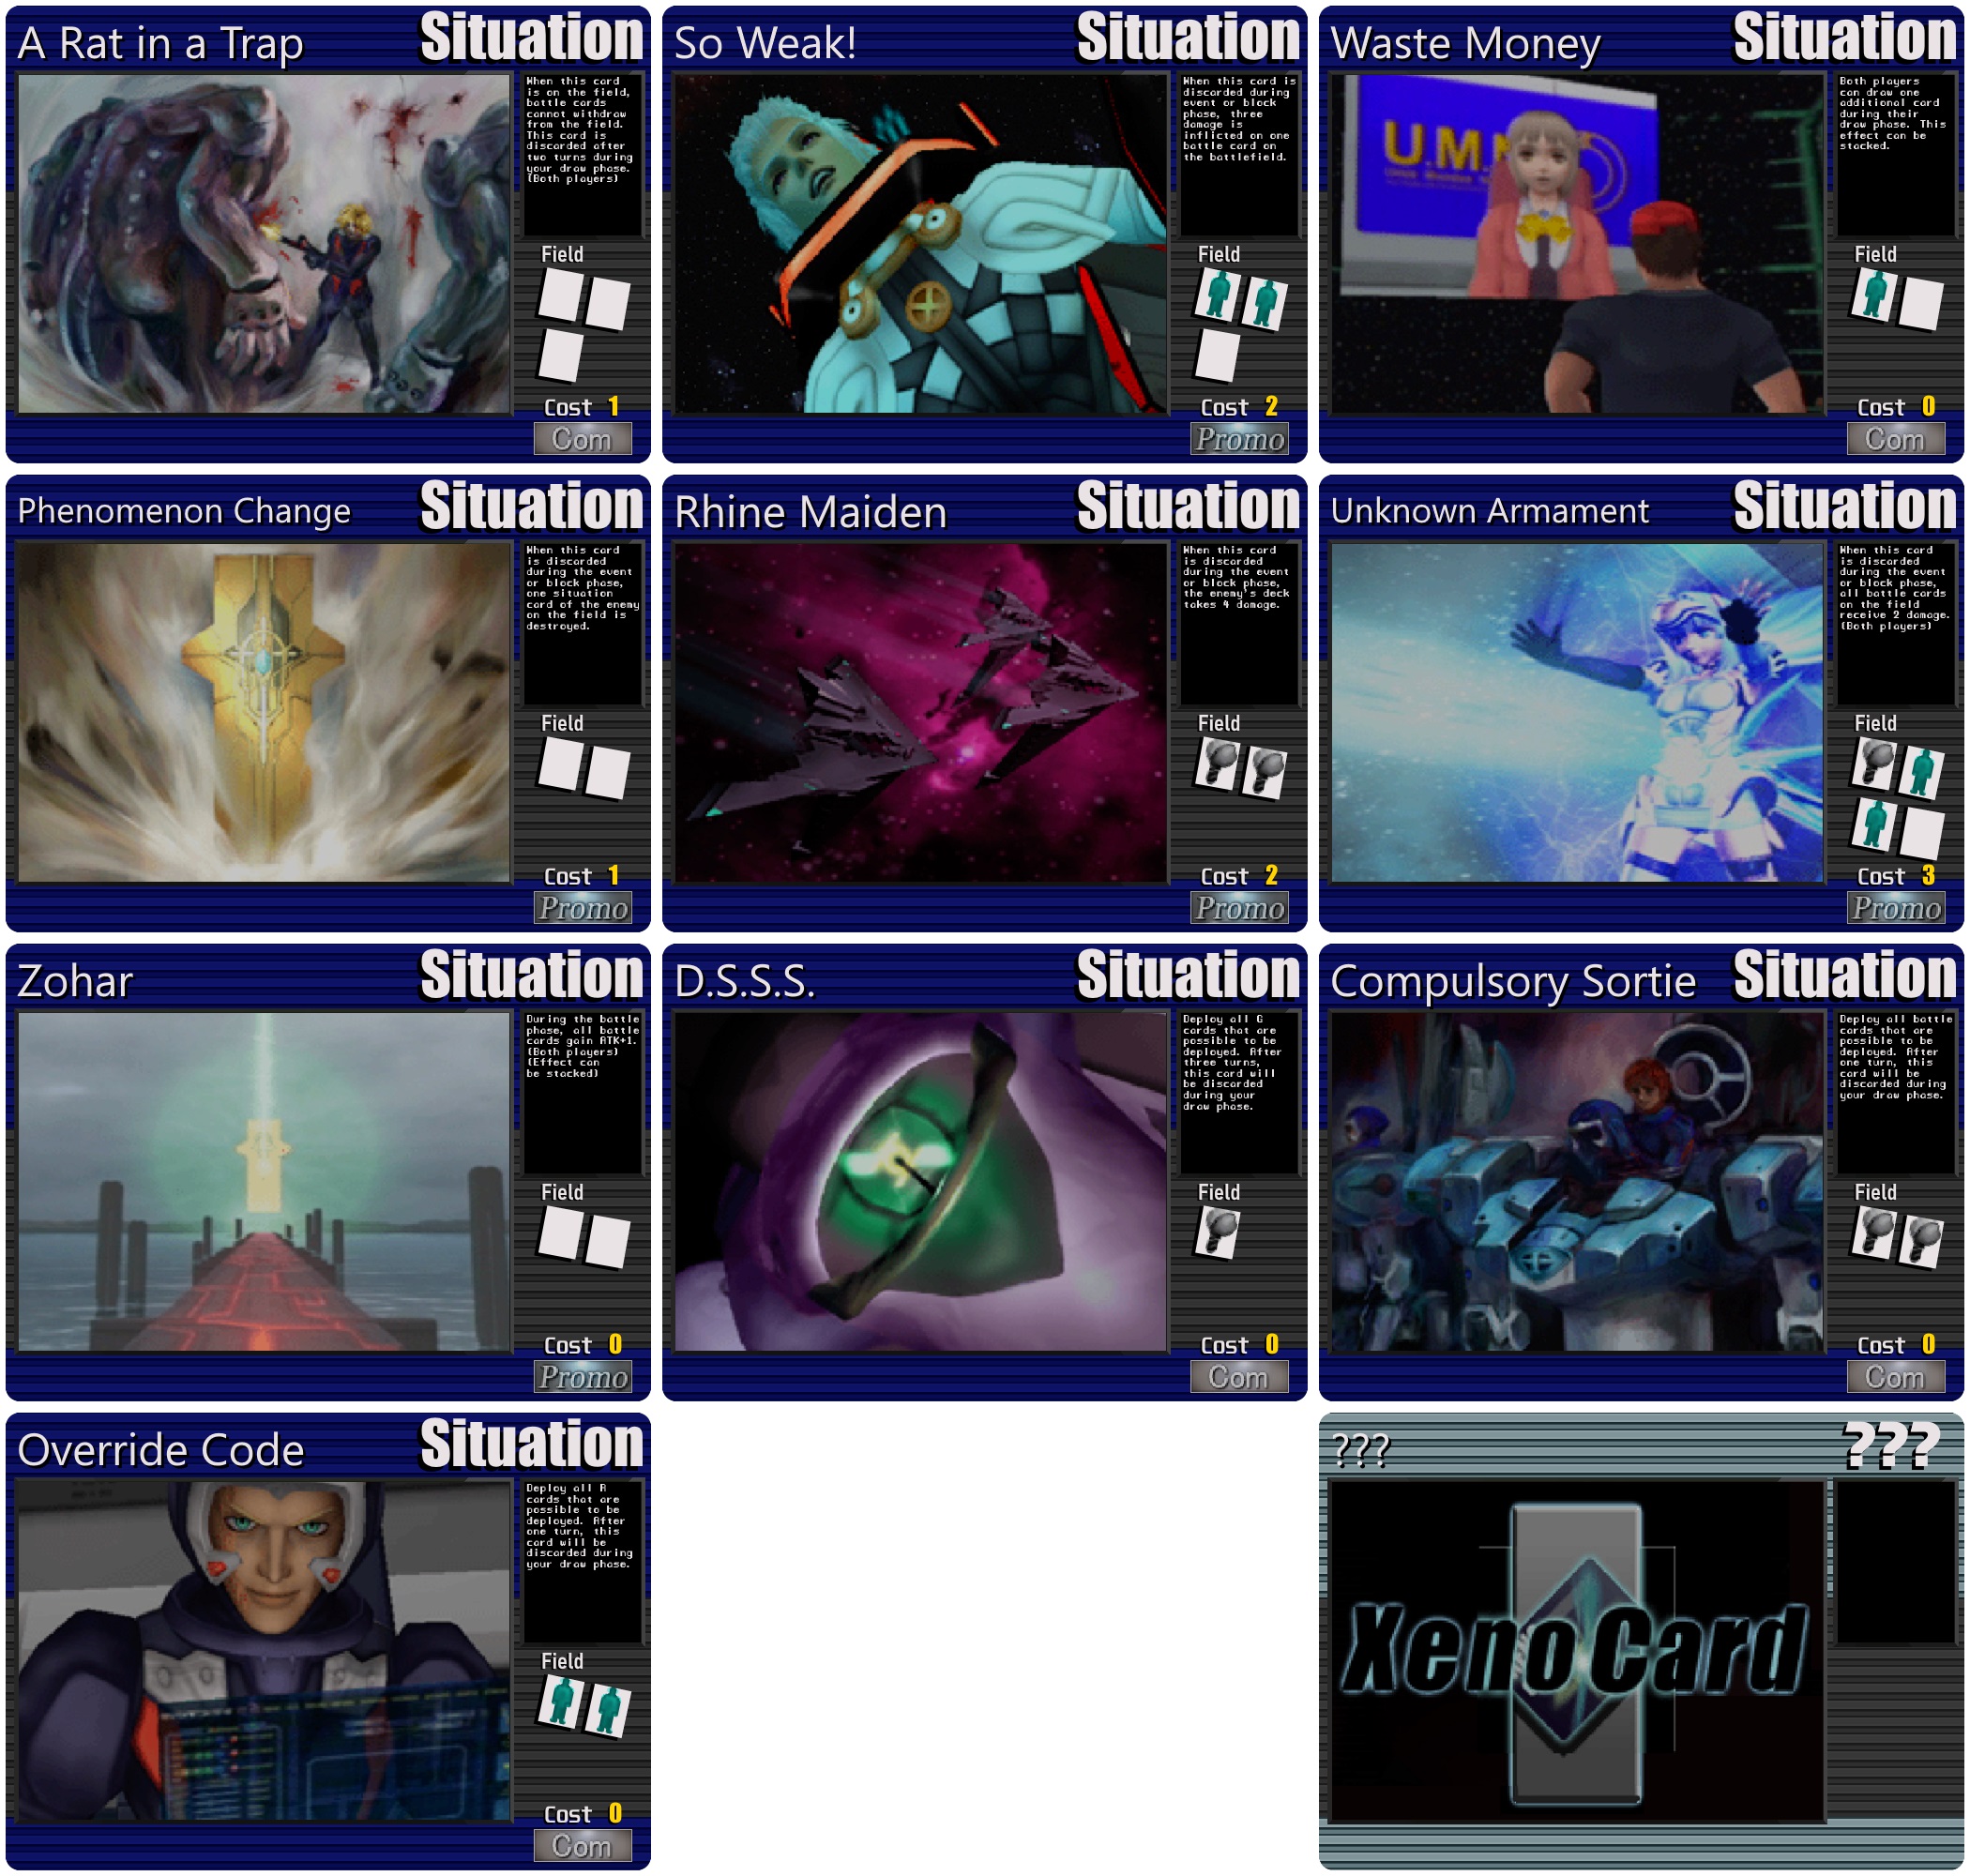 A Rat in a Trap
Situation
When this card
is on the field,
battle cards
cannot withdraw
from the field.
This card is
discarded after
two turns during
your draw phase.
(Both players)
Field
Cost 1
Com
So Weak!
Situation
When this card is
discarded during
event or block
phase, three
damage is
inflicted on one
battle card on
the battlefield.
Field
Cost 2
Promo
Waste Money
Situation
U.M.N
Both players
can draw one
additional card
during their
draw phase. This
effect can be
stacked.
Field
Cost 0
Com
Phenomenon Change
Situation
When this card
is discarded
during the event
or block phase,
one situation
card of the enemy
on the field is
destroyed.
Field
Cost 1
Promo
Rhine Maiden
Situation
When this card
is discarded
during the event
or block phase,
the enemy's deck
takes 4 damage.
Field
Cost 2
Promo
Unknown Armament
Situation
When this card
is discarded
during the event
or block phase,
all battle cards
on the field
receive 2 damage.
(Both players)
Field
Cost 3
Promo
Zohar
Situation
During the battle
phase, all battle
cards gain ATK+1.
(Both players)
(Effect can
be stacked)
Field
Cost 0
Promo
D.S.S.S.
Situation
Deploy all G
cards that are
possible to be
deployed. After
three turns,
this card will
be discarded
during your
draw phase.
Field
Cost 0
Com
Compulsory Sortie
Situation
Deploy all battle
cards that are
possible to be
deployed. After
one turn, this
card will be
discarded during
your draw phase.
Field
Cost 0
Com
Override Code
Situation
Deploy all A
cards that are
possible to be
deployed. After
one turn, this
card will be
discarded during
your draw phase.
Field
Cost 0
Com
???
???
XenoCard